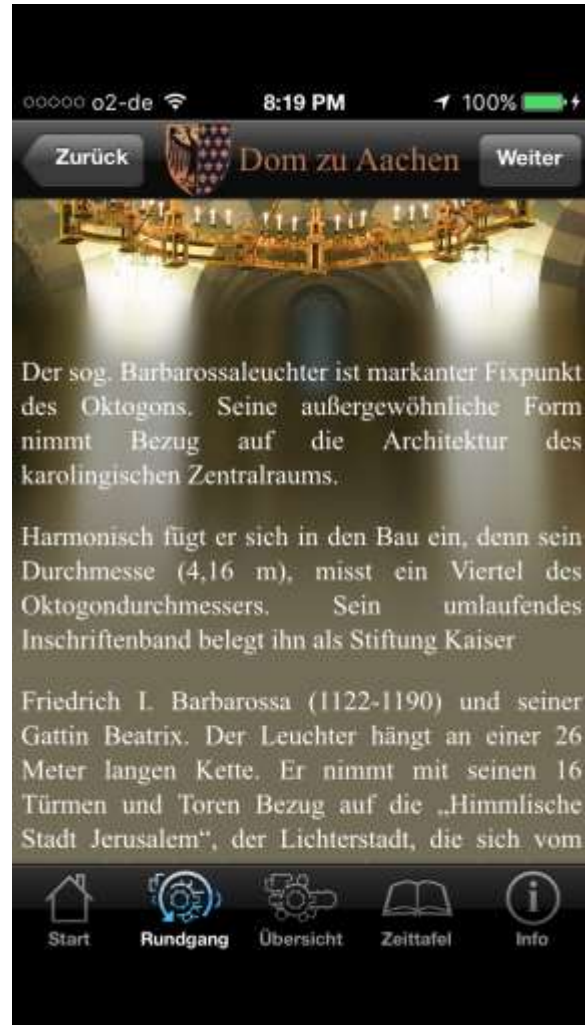 o2-de 8:19 PM 100%
Zurück Dom zu Aachen Weiter
Der sog. Barbarossaleuchter ist markanter Fixpunkt
des Oktogons. Seine außergewöhnliche Form
nimmt Bezug auf die Architektur des
karolingischen Zentralraums.
Harmonisch fügt er sich in den Bau ein, denn sein
Durchmesse (4,16 m), misst ein Viertel des
Oktogondurchmessers. Sein umlaufendes
Inschriftenband belegt ihn als Stiftung Kaiser
Friedrich I. Barbarossa (1122-1190) und seiner
Gattin Beatrix. Der Leuchter hängt an einer 26
Meter langen Kette. Er nimmt mit seinen 16
Türmen und Toren Bezug auf die „Himmlische
Stadt Jerusalem“, der Lichterstadt, die sich vom
Start Rundgang Übersicht Zeittafel Info